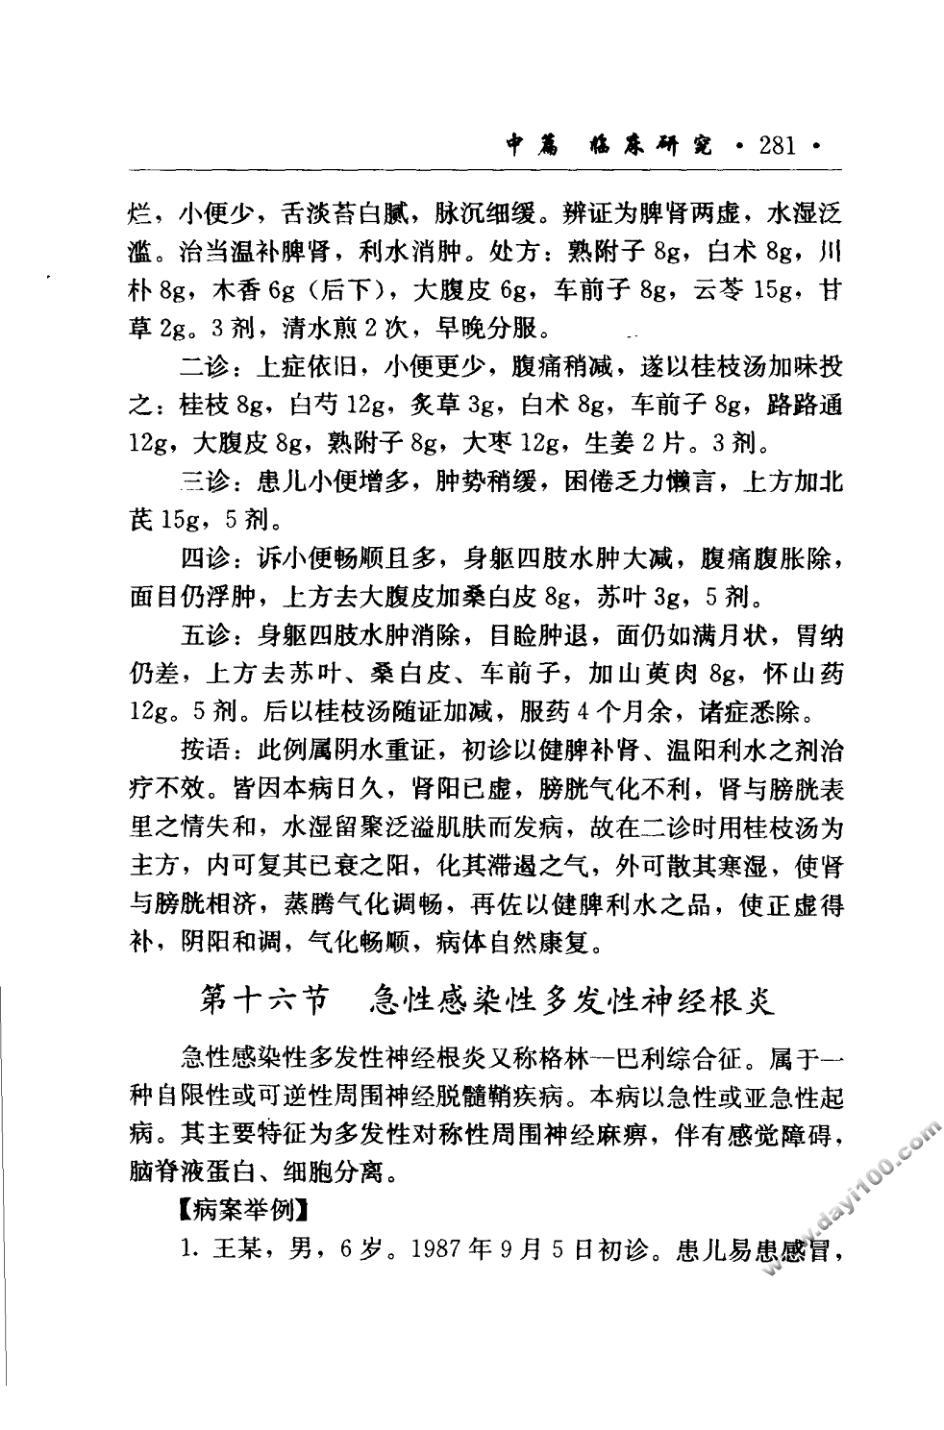 中篇 临床研究 · 281 ·
烂，小便少，舌淡苔白腻，脉沉细缓。辨证为脾肾两虚，水湿泛
滥。治当温补脾肾，利水消肿。处方：熟附子 8g，白术 8g，川
朴 8g，木香 6g（后下），大腹皮 6g，车前子 8g，云苓 15g，甘
草 2g。3 剂，清水煎 2 次，早晚分服。
二诊：上症依旧，小便更少，腹痛稍减，遂以桂枝汤加味投
之：桂枝 8g，白芍 12g，炙草 3g，白术 8g，车前子 8g，路路通
12g，大腹皮 8g，熟附子 8g，大枣 12g，生姜 2 片。3 剂。
三诊：患儿小便增多，肿势稍缓，困倦乏力懒言，上方加北
芪 15g，5 剂。
四诊：诉小便畅顺且多，身躯四肢水肿大减，腹痛腹胀除，
面目仍浮肿，上方去大腹皮加桑白皮 8g，苏叶 3g，5 剂。
五诊：身躯四肢水肿消除，目睑肿退，面仍如满月状，胃纳
仍差，上方去苏叶、桑白皮、车前子，加山萸肉 8g，怀山药
12g。5 剂。后以桂枝汤随证加减，服药 4 个月余，诸症悉除。
按语：此例属阴水重证，初诊以健脾补肾、温阳利水之剂治
疗不效。皆因本病日久，肾阳已虚，膀胱气化不利，肾与膀胱表
里之情失和，水湿留聚泛溢肌肤而发病，故在二诊时用桂枝汤为
主方，内可复其已衰之阳，化其滞遏之气，外可散其寒湿，使肾
与膀胱相济，蒸腾气化调畅，再佐以健脾利水之品，使正虚得
补，阴阳和调，气化畅顺，病体自然康复。
第十六节 急性感染性多发性神经根炎
急性感染性多发性神经根炎又称格林—巴利综合征。属于一
种自限性或可逆性周围神经脱髓鞘疾病。本病以急性或亚急性起
病。其主要特征为多发性对称性周围神经麻痹，伴有感觉障碍，
脑脊液蛋白、细胞分离。
【病案举例】
1. 王某，男，6 岁。1987 年 9 月 5 日初诊。患儿易患感冒，
www.dayi100.com